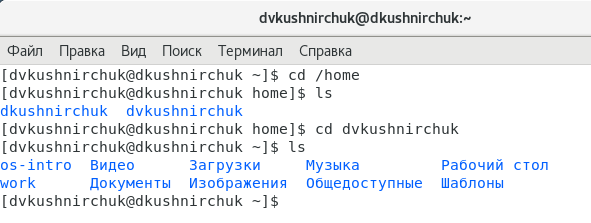 dvkushnirchuk@dkushnirchuk:~
Файл Правка Вид Поиск Терминал Справка
[dvkushnirchuk@dkushnirchuk ~]$ cd /home
[dvkushnirchuk@dkushnirchuk home]$ ls
dkushnirchuk dvkushnirchuk
[dvkushnirchuk@dkushnirchuk home]$ cd dvkushnirchuk
[dvkushnirchuk@dkushnirchuk ~]$ ls
os-intro Видео Загрузки Музыка Рабочий стол
work Документы Изображения Общедоступные Шаблоны
[dvkushnirchuk@dkushnirchuk ~]$